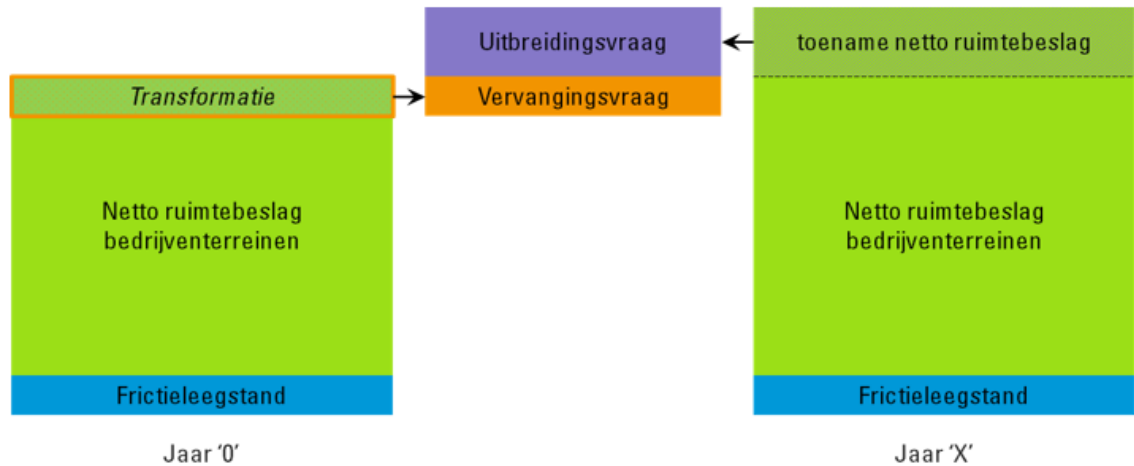 Uitbreidingsvraag
toename netto ruimtebeslag
Transformatie
Vervangingsvraag
Netto ruimtebeslag
bedrijventerreinen
Netto ruimtebeslag
bedrijventerreinen
Frictieleegstand
Frictieleegstand
Jaar ‘0’
Jaar ‘X’